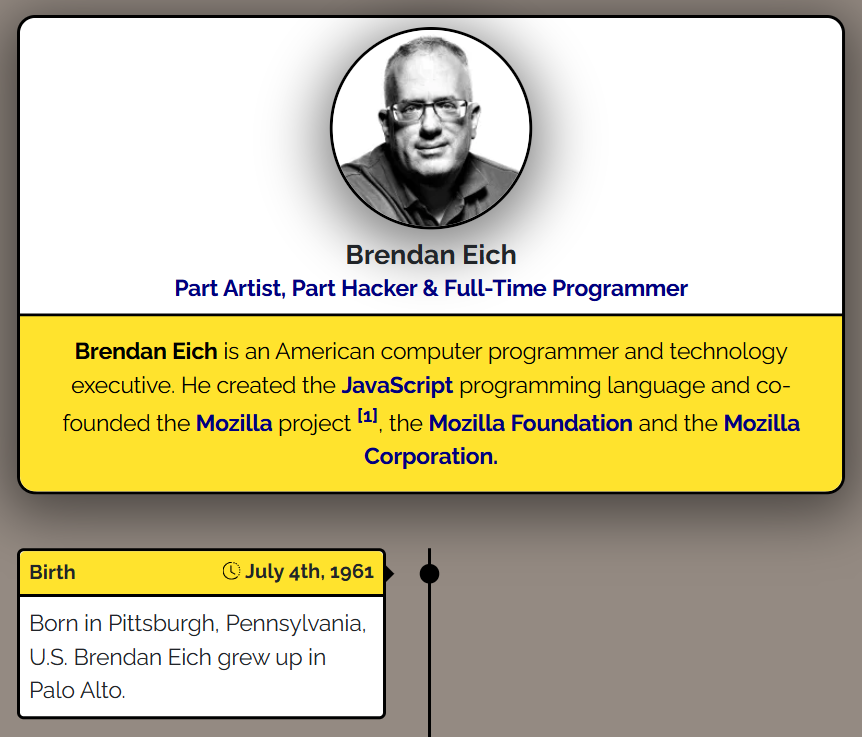 Brendan Eich
Part Artist, Part Hacker & Full-Time Programmer
Brendan Eich is an American computer programmer and technology
executive. He created the JavaScript programming language and co-
founded the Mozilla project [1], the Mozilla Foundation and the Mozilla
Corporation.
Birth July 4th, 1961
Born in Pittsburgh, Pennsylvania,
U.S. Brendan Eich grew up in
Palo Alto.